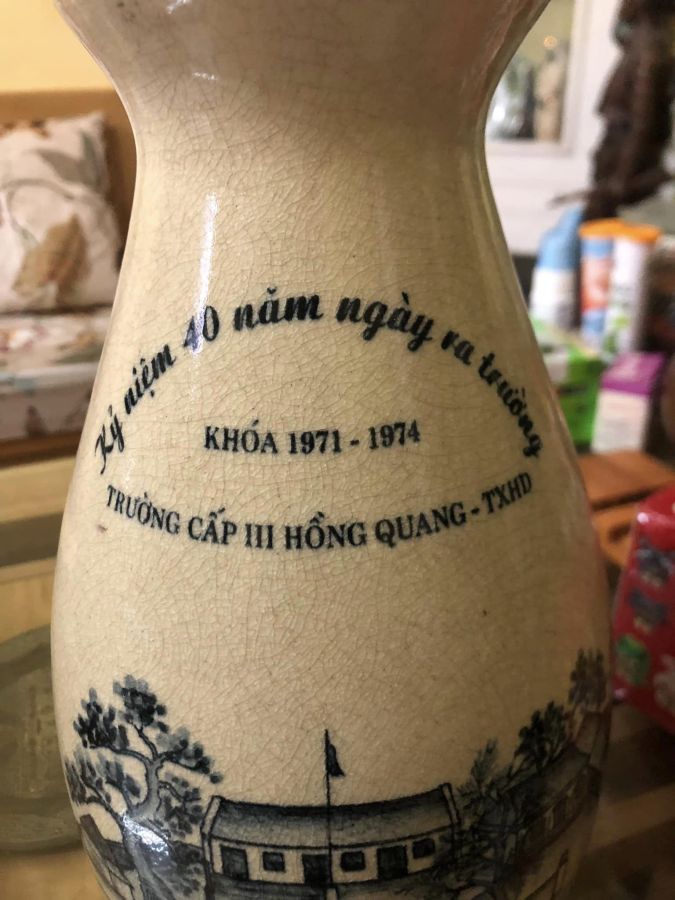 Kỷ niệm 40 năm ngày ra trường
KHÓA 1971 - 1974
TRƯỜNG CẤP III HỒNG QUANG - TXHD